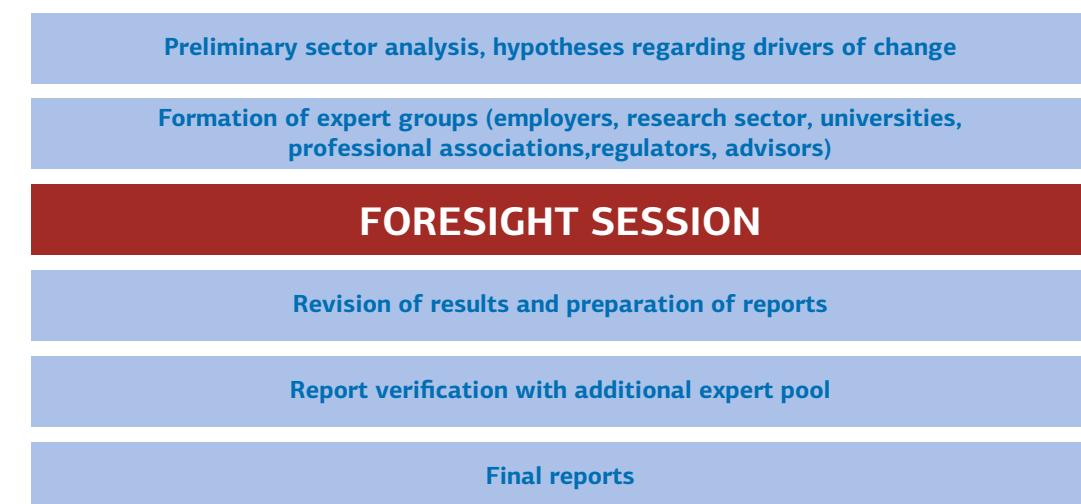 Preliminary sector analysis, hypotheses regarding drivers of change
Formation of expert groups (employers, research sector, universities,
professional associations,regulators, advisors)
FORESIGHT SESSION
Revision of results and preparation of reports
Report verification with additional expert pool
Final reports